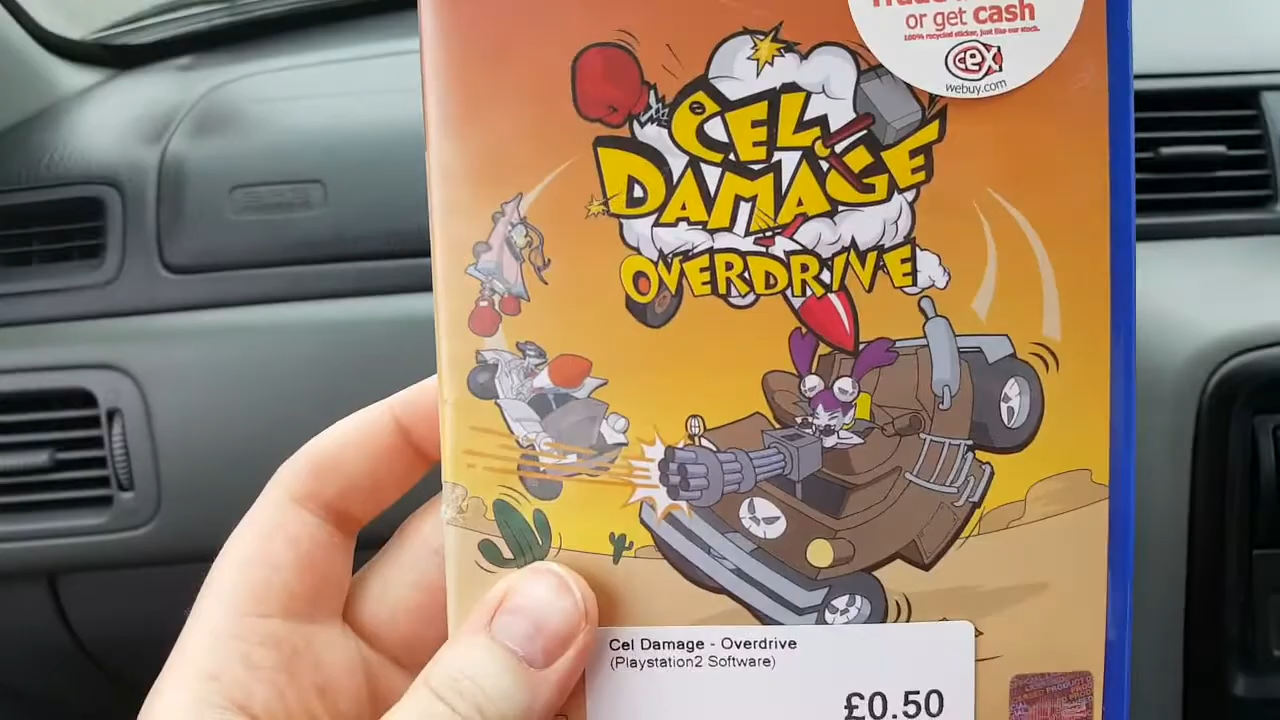 or get cash
100% recycled sticker, just like our stock.
cex
webuy.com
CEL
DAMAGE
OVERDRIVE
SRS
Cel Damage - Overdrive
(Playstation2 Software)
£0.50